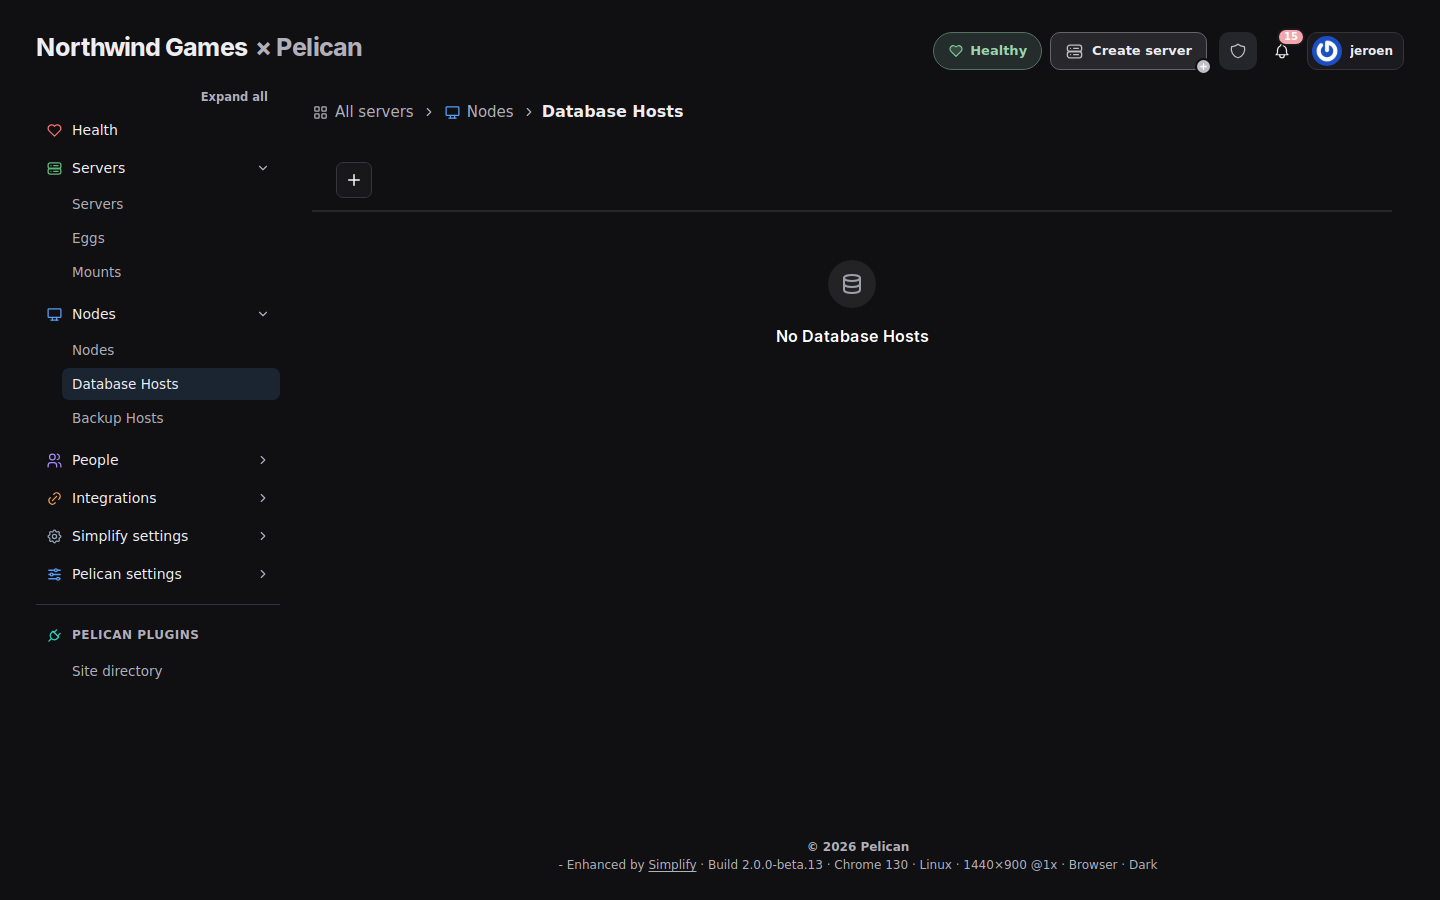 Northwind Games × Pelican
Healthy
Create server
15
jeroen
Expand all
Health
Servers
Servers
Eggs
Mounts
Nodes
Nodes
Database Hosts
Backup Hosts
People
Integrations
Simplify settings
Pelican settings
PELICAN PLUGINS
Site directory
All servers > Nodes > Database Hosts
No Database Hosts
© 2026 Pelican
- Enhanced by Simplify · Build 2.0.0-beta.13 · Chrome 130 · Linux · 1440×900 @1x · Browser · Dark